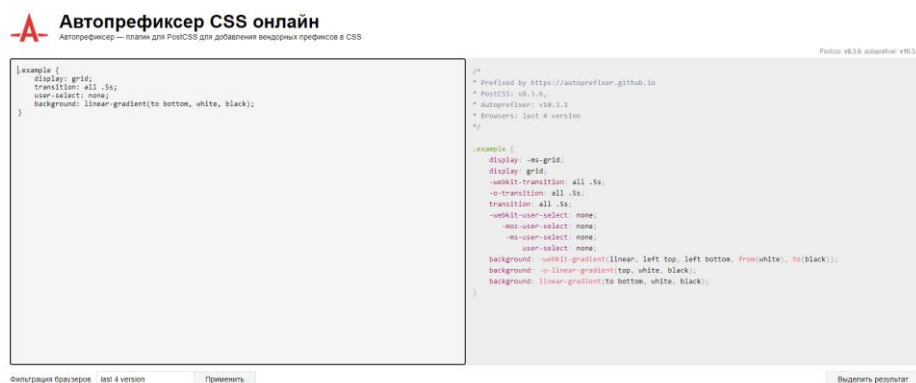 Автопрефиксер CSS онлайн
Автопрефиксер — плагин для PostCSS для добавления вендорных префиксов в CSS
Postcss: v8.3.6, autoprefixer: v10.3.
.example {
display: grid;
transition: all .5s;
user-select: none;
background: linear-gradient(to bottom, white, black);
}
/*
* Prefixed by https://autoprefixer.github.io
* PostCSS: v8.3.6,
* Autoprefixer: v10.3.1
* Browsers: last 4 version
*/
.example {
display: -ms-grid;
display: grid;
-webkit-transition: all .5s;
-o-transition: all .5s;
transition: all .5s;
-webkit-user-select: none;
-moz-user-select: none;
-ms-user-select: none;
user-select: none;
background: -webkit-gradient(linear, left top, left bottom, from(white), to(black));
background: -o-linear-gradient(top, white, black);
background: linear-gradient(to bottom, white, black);
}
Фильтрация браузеров last 4 version Применить Выделить результат